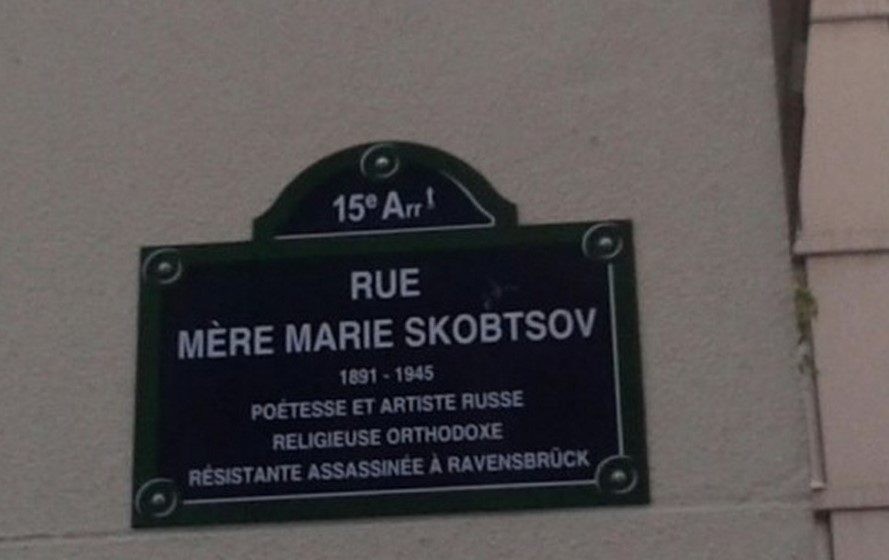 15e Arrt
RUE
MÈRE MARIE SKOBTSOV
1891 - 1945
POÉTESSE ET ARTISTE RUSSE
RELIGIEUSE ORTHODOXE
RÉSISTANTE ASSASSINÉE À RAVENSBRÜCK